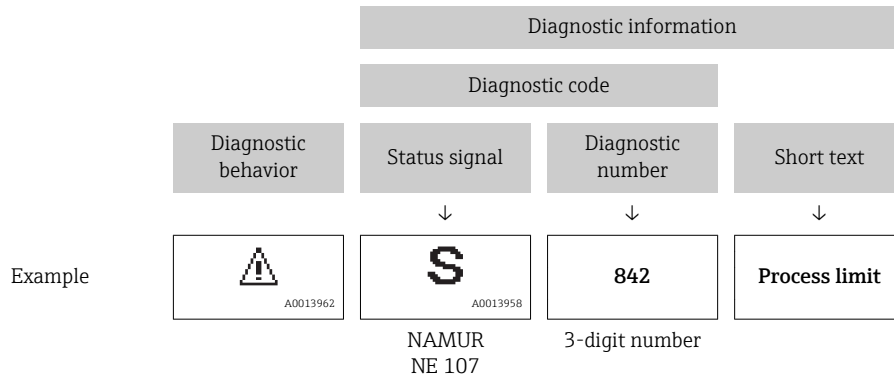 Diagnostic information
Diagnostic code
Diagnostic
behavior
Status signal
Diagnostic
number
Short text
↓ ↓ ↓
Example
A0013962
S
A0013958
842
Process limit
NAMUR
NE 107
3-digit number